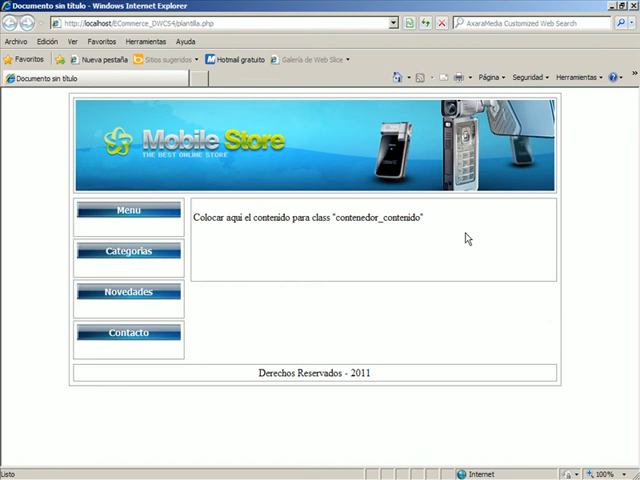 Documento sin título - Windows Internet Explorer
http://localhost/ECommerce_DWCS4/plantilla.php
AxaraMedia Customized Web Search
Archivo Edición Ver Favoritos Herramientas Ayuda
Favoritos Nueva pestaña Sitios sugeridos Hotmail gratuito Galería de Web Slice
Documento sin título
Página Seguridad Herramientas
Mobile Store
THE BEST ONLINE STORE
Menu
Colocar aqui el contenido para class "contenedor_contenido"
Categorias
Novedades
Contacto
Derechos Reservados - 2011
Listo
Internet
100%